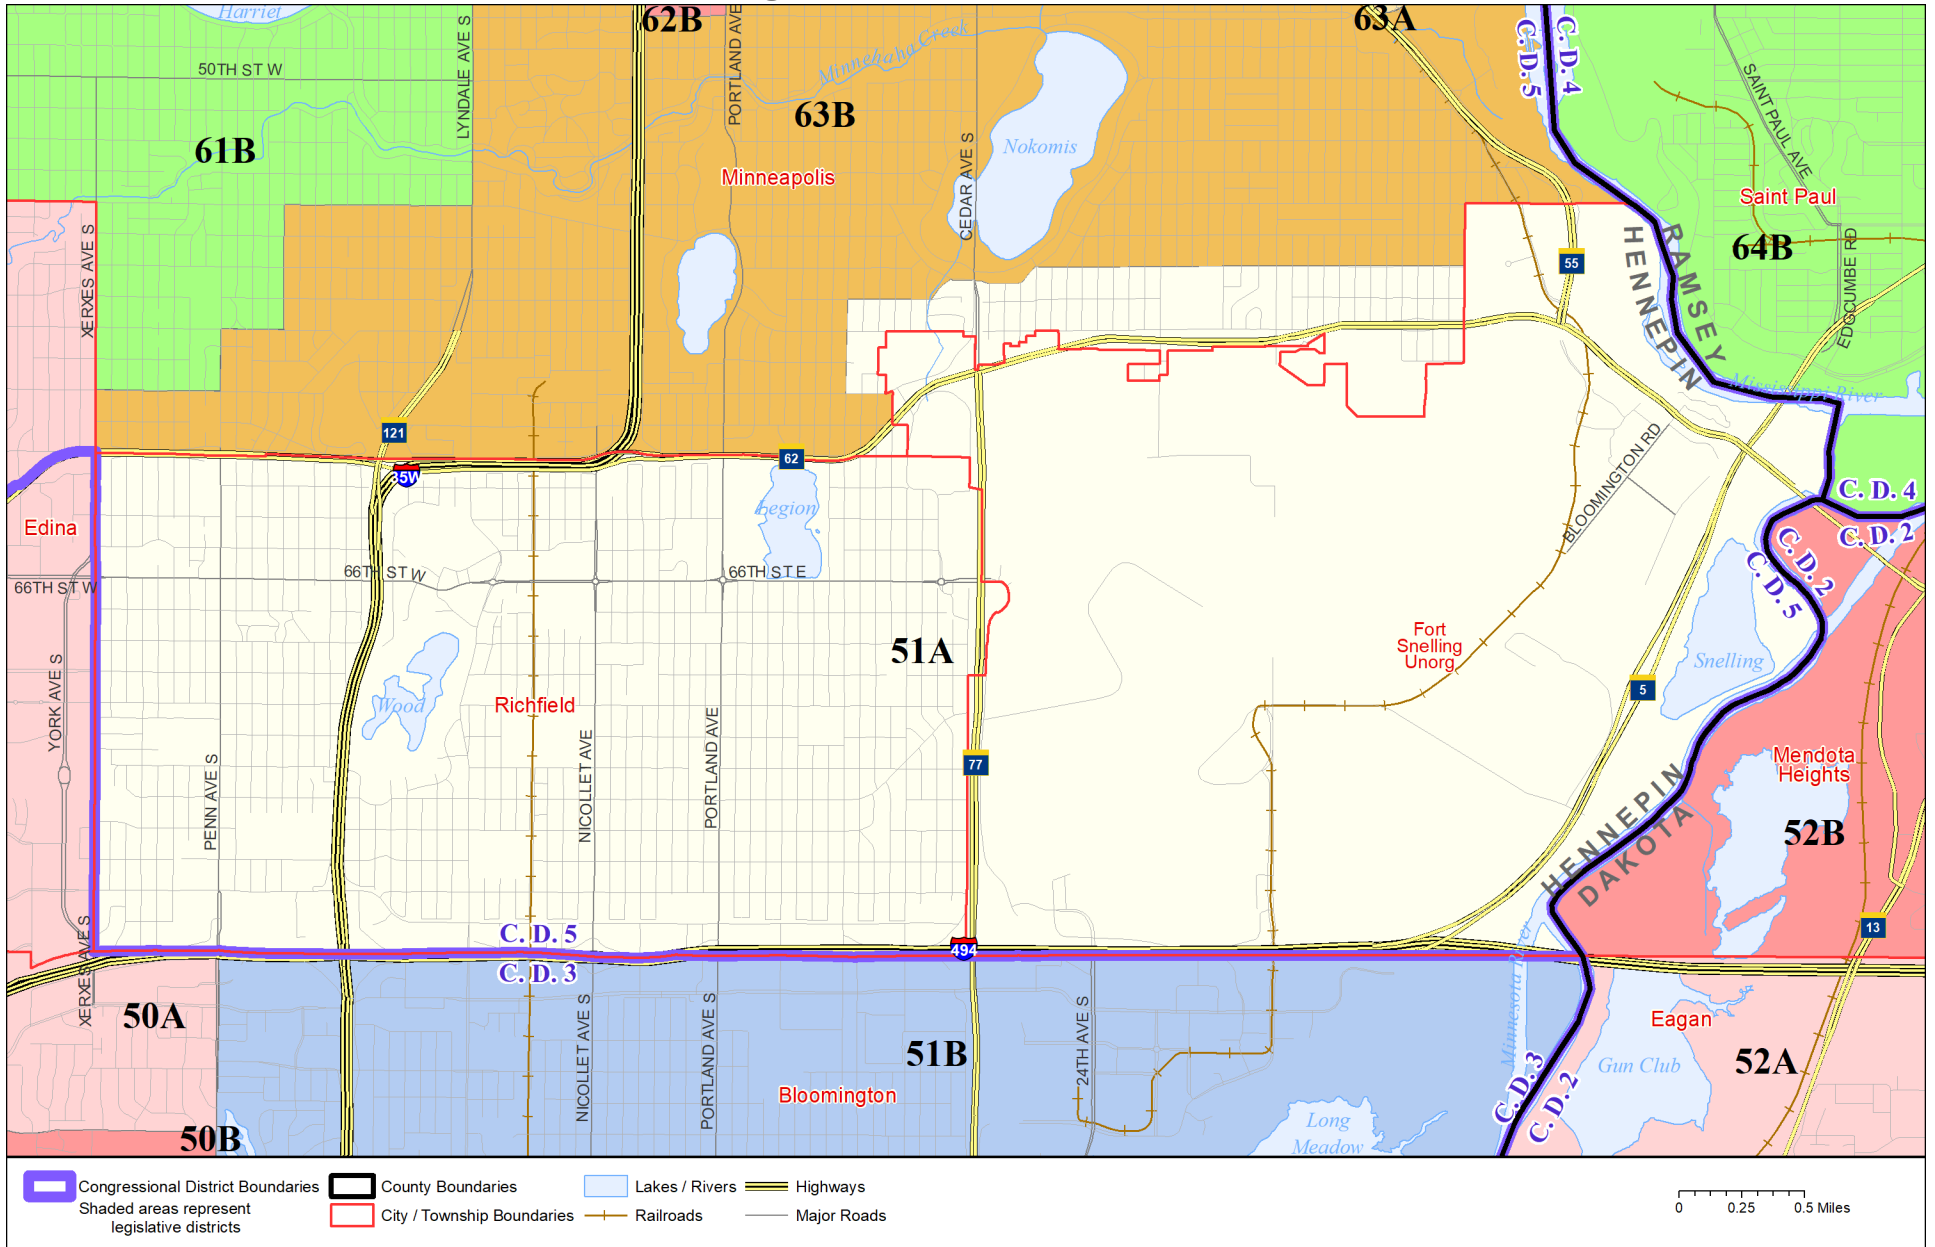 Harriet
LYNDALE AVE S
62B
PORTLAND AVE
Minnehaha Creek
63A
C. D. 5
C. D. 4
50TH ST W
SAINT PAUL AVE
63B
61B
Nokomis
CEDAR AVE S
Minneapolis
Saint Paul
64B
RAMSEY
HENNEPIN
XERXES AVE S
55
EDGCUMBE RD
Mississippi River
121
62
35W
BLOOMINGTON RD
C. D. 4
C. D. 2
Edina
Legion
66TH ST W
66TH ST W
66TH ST E
C. D. 2
C. D. 5
51A
Fort
Snelling
Unorg
Snelling
YORK AVE S
5
Wood
Richfield
PENN AVE S
NICOLLET AVE
PORTLAND AVE
77
Mendota
Heights
52B
HENNEPIN
DAKOTA
13
C. D. 5
494
C. D. 3
XERXES AVE S
50A
NICOLLET AVE S
PORTLAND AVE S
51B
24TH AVE S
Minnesota River
Eagan
Gun Club
52A
Bloomington
C. D. 3
C. D. 2
Long
Meadow
50B
Congressional District Boundaries
Shaded areas represent
legislative districts
County Boundaries
City / Township Boundaries
Lakes / Rivers
Railroads
Highways
Major Roads
0 0.25 0.5 Miles